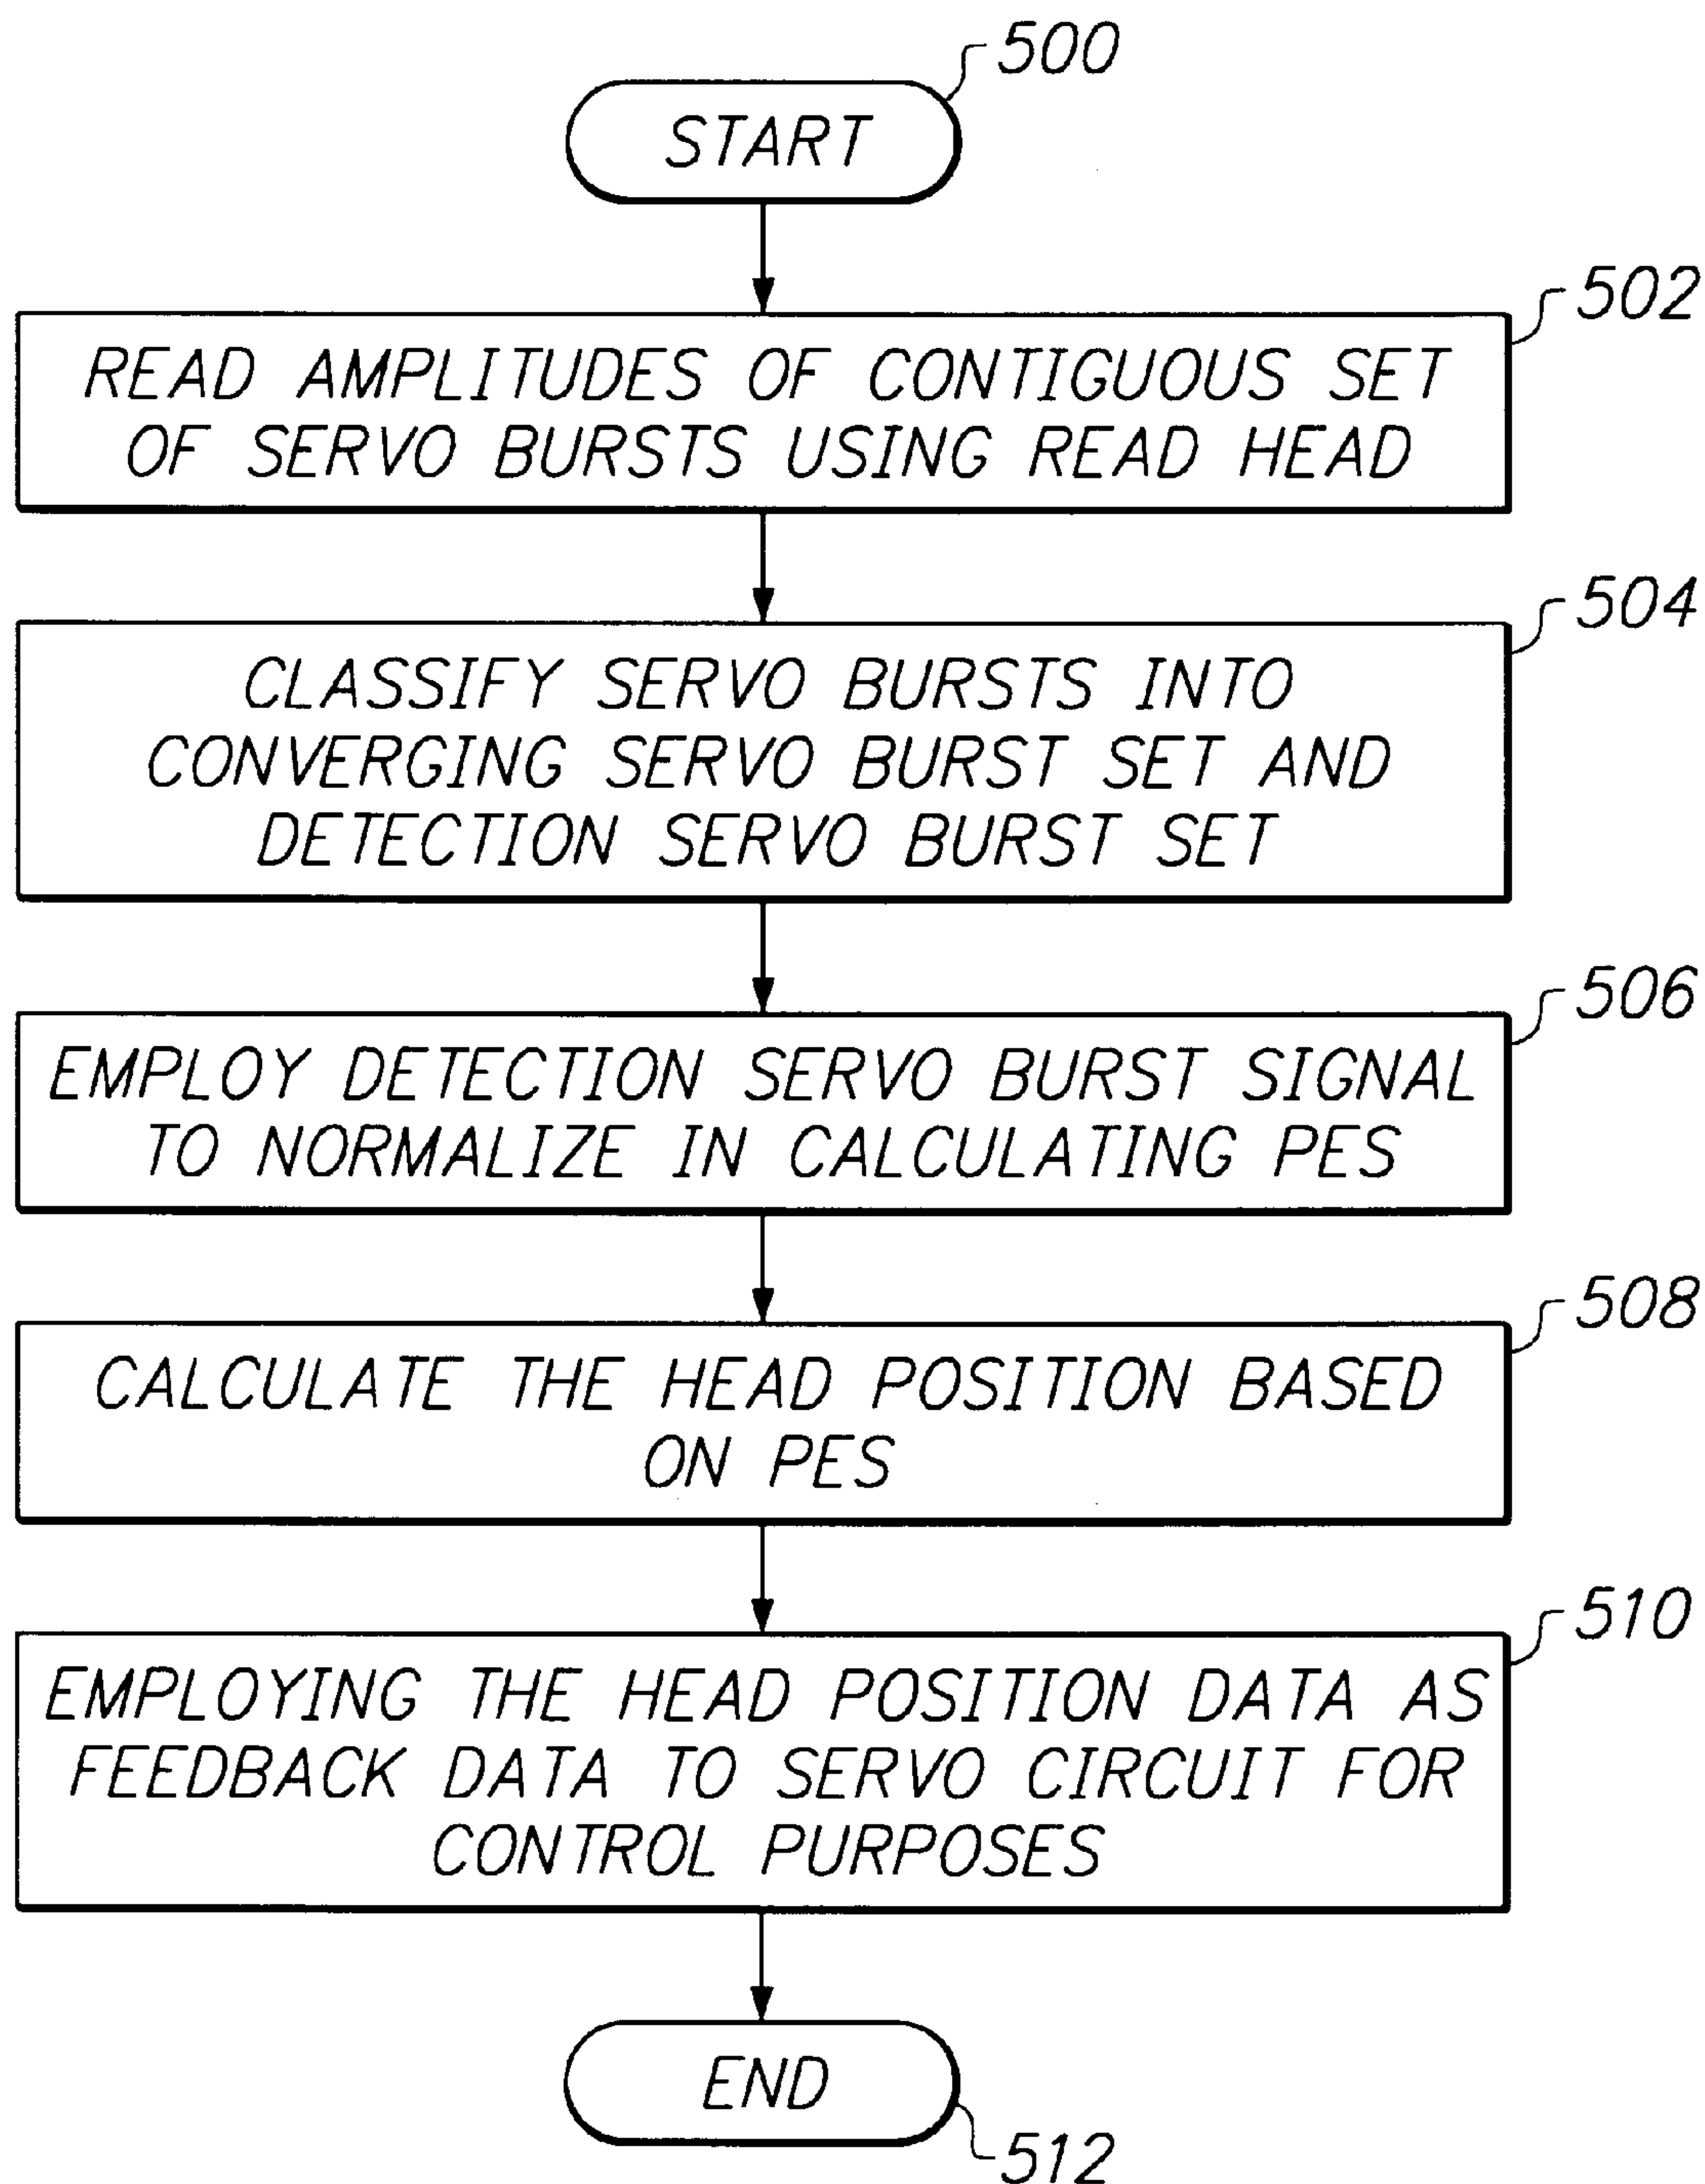 500
START
502
READ AMPLITUDES OF CONTIGUOUS SET
OF SERVO BURSTS USING READ HEAD
504
CLASSIFY SERVO BURSTS INTO
CONVERGING SERVO BURST SET AND
DETECTION SERVO BURST SET
506
EMPLOY DETECTION SERVO BURST SIGNAL
TO NORMALIZE IN CALCULATING PES
508
CALCULATE THE HEAD POSITION BASED
ON PES
510
EMPLOYING THE HEAD POSITION DATA AS
FEEDBACK DATA TO SERVO CIRCUIT FOR
CONTROL PURPOSES
END
512